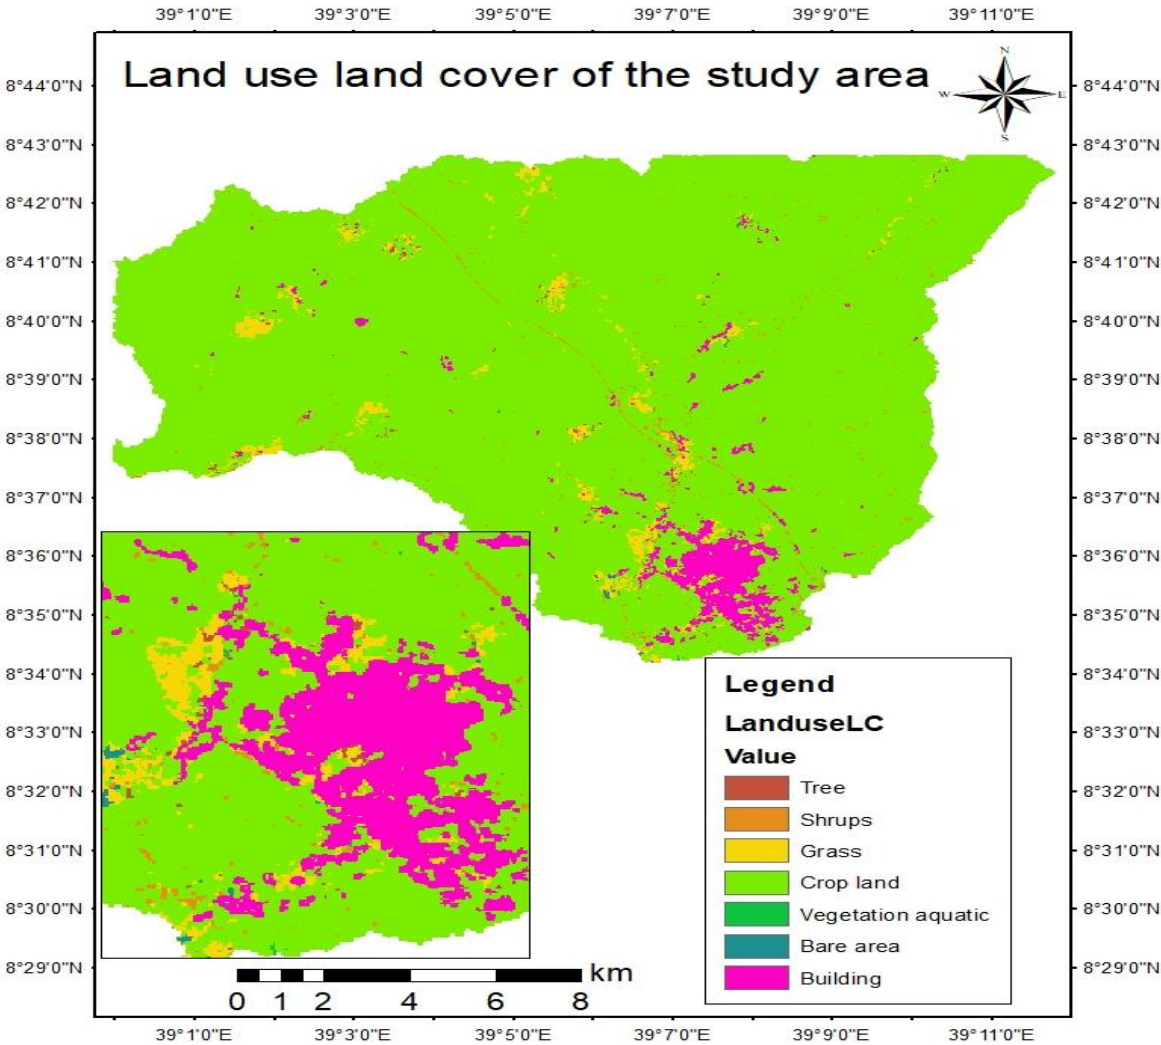 39°1'0"E 39°3'0"E 39°5'0"E 39°7'0"E 39°9'0"E 39°11'0"E
Land use land cover of the study area
N
W E
S
8°44'0"N 8°44'0"N
8°43'0"N 8°43'0"N
8°42'0"N 8°42'0"N
8°41'0"N 8°41'0"N
8°40'0"N 8°40'0"N
8°39'0"N 8°39'0"N
8°38'0"N 8°38'0"N
8°37'0"N 8°37'0"N
8°36'0"N 8°36'0"N
8°35'0"N 8°35'0"N
8°34'0"N 8°34'0"N
8°33'0"N 8°33'0"N
8°32'0"N 8°32'0"N
8°31'0"N 8°31'0"N
8°30'0"N 8°30'0"N
8°29'0"N 8°29'0"N
Legend
LanduseLC
Value
Tree
Shrups
Grass
Crop land
Vegetation aquatic
Bare area
Building
km
0 1 2 4 6 8
39°1'0"E 39°3'0"E 39°5'0"E 39°7'0"E 39°9'0"E 39°11'0"E